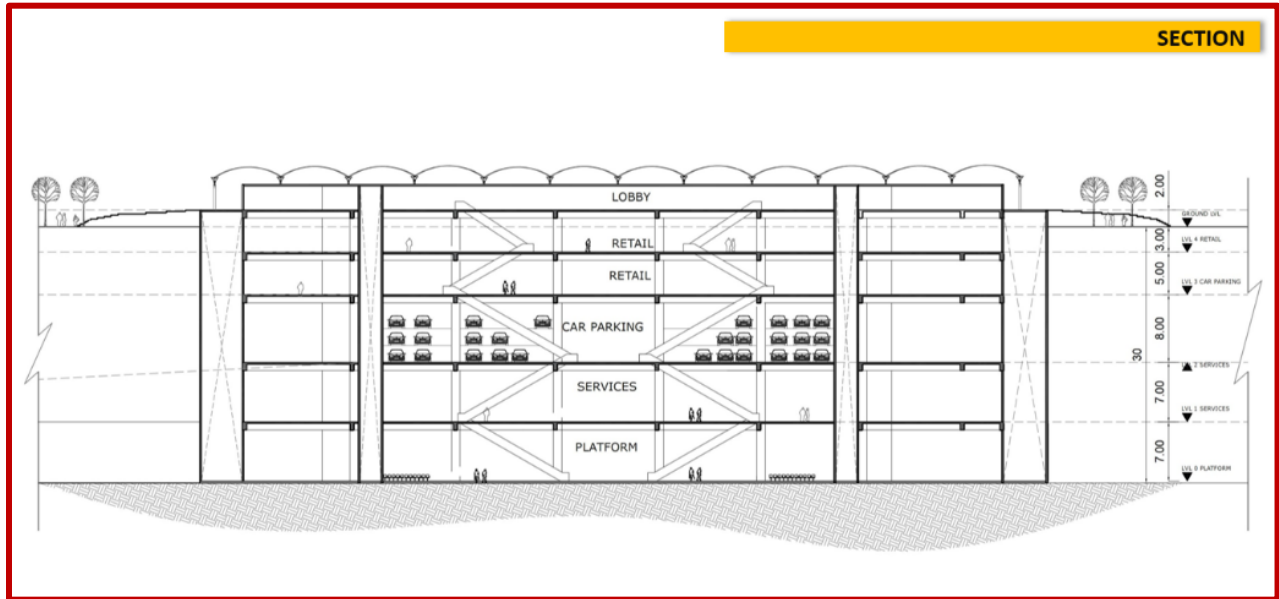 SECTION
LOBBY
RETAIL
RETAIL
CAR PARKING
SERVICES
PLATFORM
2.00
GROUND LVL
3.00
LVL 4 RETAIL
5.00
LVL 3 CAR PARKING
8.00
30
2 SERVICES
7.00
LVL 1 SERVICES
7.00
LVL 0 PLATFORM